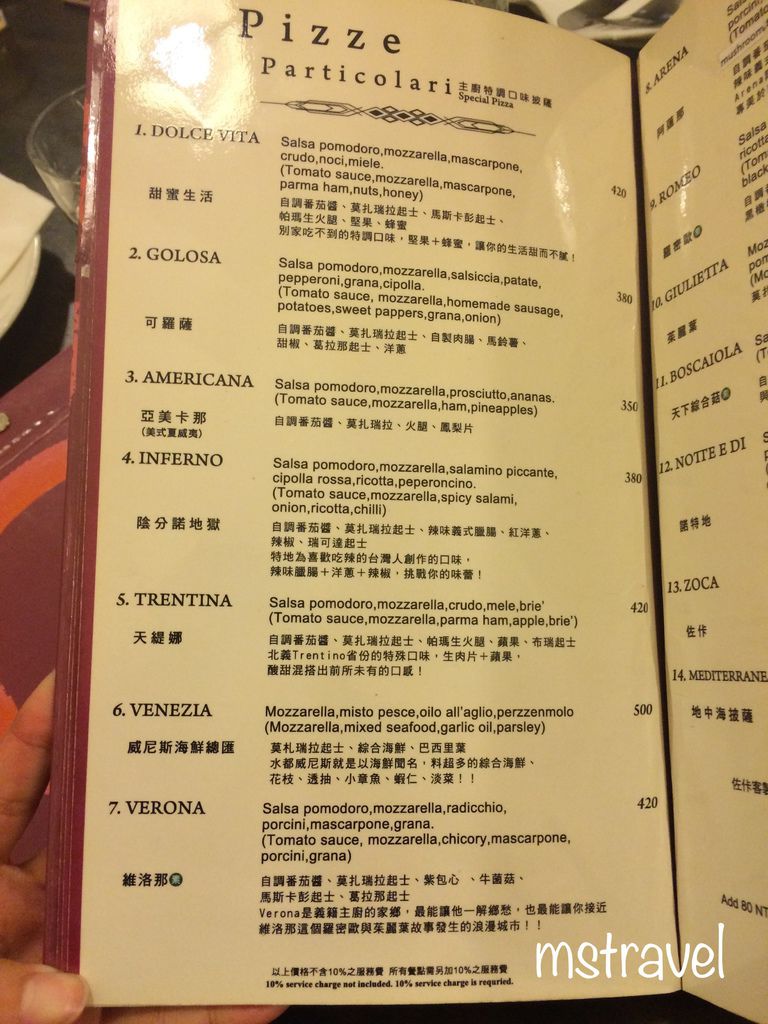 Pizze
Particolari 主廚特調口味披薩
Special Pizza
1. DOLCE VITA
Salsa pomodoro,mozzarella,mascarpone,
crudo,noci,miele.
(Tomato sauce,mozzarella,mascarpone,
parma ham,nuts,honey)
420
甜蜜生活
自調番茄醬、莫扎瑞拉起士、馬斯卡彭起士、
帕瑪生火腿、堅果、蜂蜜
別家吃不到的特調口味，堅果＋蜂蜜，讓你的生活甜而不膩！
2. GOLOSA
Salsa pomodoro,mozzarella,salsiccia,patate,
pepperoni,grana,cipolla.
(Tomato sauce, mozzarella,homemade sausage,
potatoes,sweet pappers,grana,onion)
380
可羅薩
自調番茄醬、莫扎瑞拉起士、自製肉腸、馬鈴薯、
甜椒、葛拉那起士、洋蔥
3. AMERICANA
Salsa pomodoro,mozzarella,prosciutto,ananas.
(Tomato sauce,mozzarella,ham,pineapples)
350
亞美卡那
(美式夏威夷)
自調番茄醬、莫扎瑞拉、火腿、鳳梨片
4. INFERNO
Salsa pomodoro,mozzarella,salamino piccante,
cipolla rossa,ricotta,peperoncino.
(Tomato sauce,mozzarella,spicy salami,
onion,ricotta,chilli)
380
陰分諾地獄
自調番茄醬、莫扎瑞拉起士、辣味義式臘腸、紅洋蔥、
辣椒、瑞可達起士
特地為喜歡吃辣的台灣人創作的口味，
辣味臘腸＋洋蔥＋辣椒，挑戰你的味蕾！
5. TRENTINA
Salsa pomodoro,mozzarella,crudo,mele,brie'
(Tomato sauce,mozzarella,parma ham,apple,brie')
420
天緹娜
自調番茄醬、莫扎瑞拉起士、帕瑪生火腿、蘋果、布瑞起士
北義Trentino省份的特殊口味，生肉片＋蘋果，
酸甜混搭出前所未有的口感！
6. VENEZIA
Mozzarella,misto pesce,oilo all'aglio,perzzenmolo
(Mozzarella,mixed seafood,garlic oil,parsley)
500
威尼斯海鮮總匯
莫札瑞拉起士、綜合海鮮、巴西里葉
水都威尼斯就是以海鮮聞名，料超多的綜合海鮮、
花枝、透抽、小章魚、蝦仁、淡菜！！
7. VERONA
Salsa pomodoro,mozzarella,radicchio,
porcini,mascarpone,grana.
(Tomato sauce, mozzarella,chicory,mascarpone,
porcini,grana)
420
維洛那 素
自調番茄醬、莫扎瑞拉起士、紫包心 、牛菌菇、
馬斯卡彭起士、葛拉那起士
Verona是義籍主廚的家鄉，最能讓他一解鄉愁，也最能讓你接近
維洛那這個羅密歐與茱麗葉故事發生的浪漫城市！！
以上價格不含10%之服務費 所有餐點需另加10%之服務費
10% service charge not included. 10% service charge is requried.
8. ARENA
阿蓮那
9. ROMEO
羅密歐 素
10. GIULIETTA
茱麗葉
11. BOSCAIOLA
天下綜合菇 素
12. NOTTE E DI
諾特地
13. ZOCA
佐佧
14. MEDITERRANE
地中海披薩
佐佧客製
Add 80 NT
mstravel